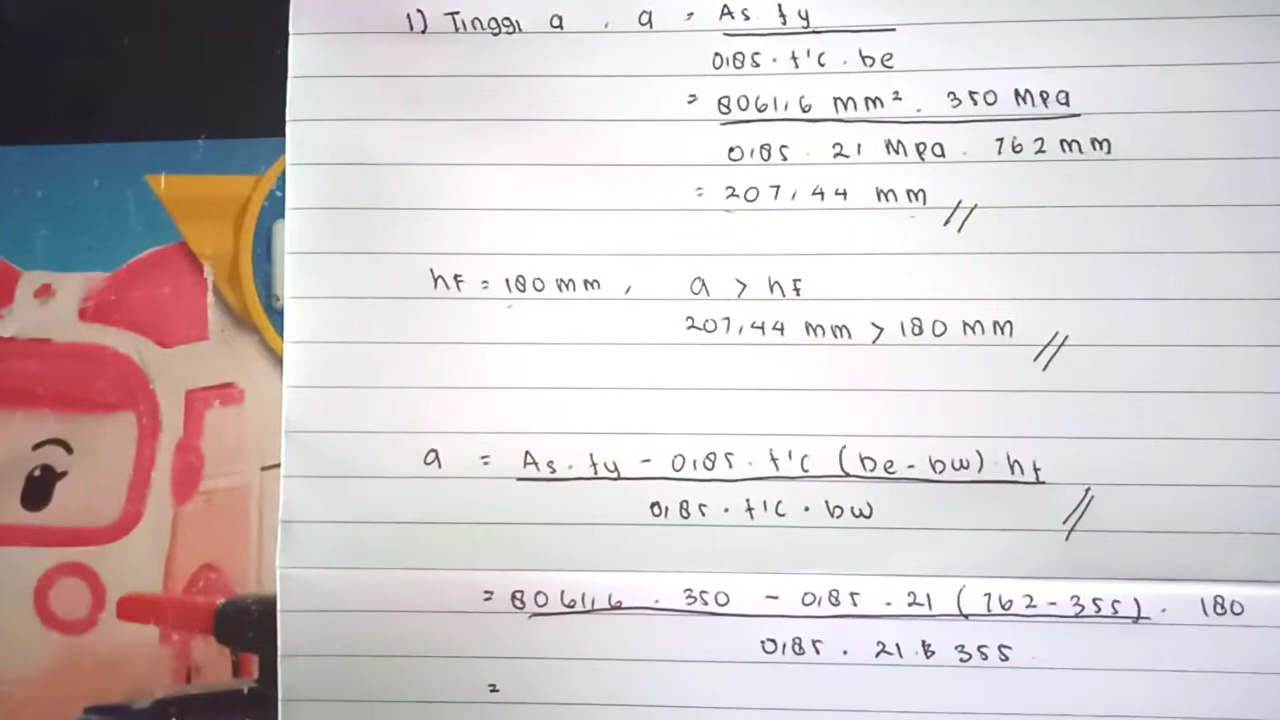 1) Tinggi a . a = As. fy
0,85 . f'c . be
= 8061,6 mm² . 350 Mpa
0,85 . 21 Mpa . 762 mm
= 207,44 mm //
hf = 180 mm , a > hf
207,44 mm > 180 mm //
a = As . fy - 0,85 . f'c (be - bw) . hf
0,85 . f'c . bw //
= 8061,6 . 350 - 0,85 . 21 (762 - 355) . 180
0,85 . 21 . 355
=